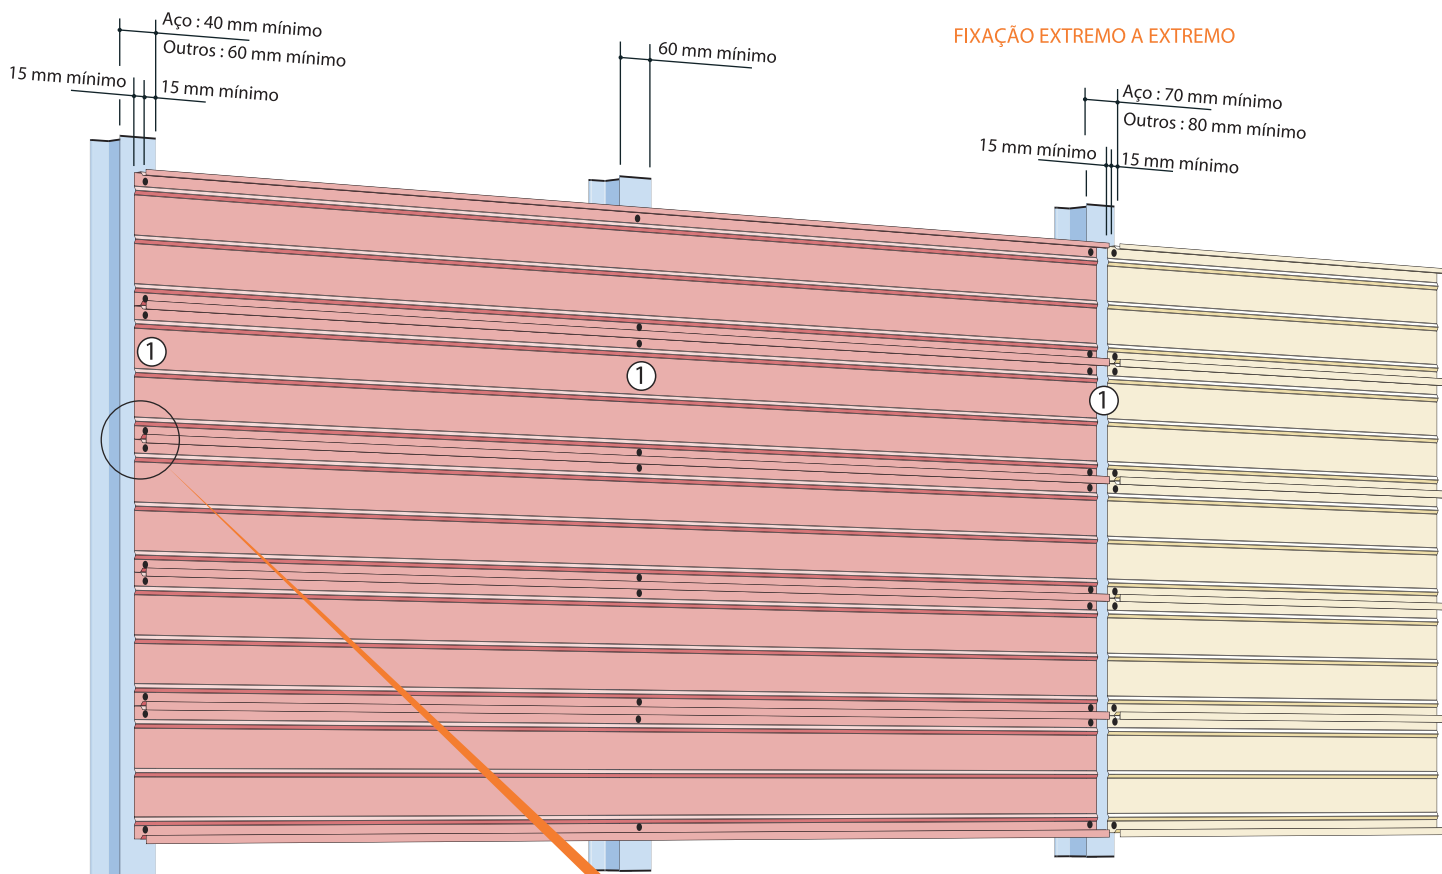 FIXAÇÃO EXTREMO A EXTREMO
Aço : 40 mm mínimo
Outros : 60 mm mínimo
15 mm mínimo
15 mm mínimo
60 mm mínimo
Aço : 70 mm mínimo
Outros : 80 mm mínimo
15 mm mínimo
15 mm mínimo
1
1
1